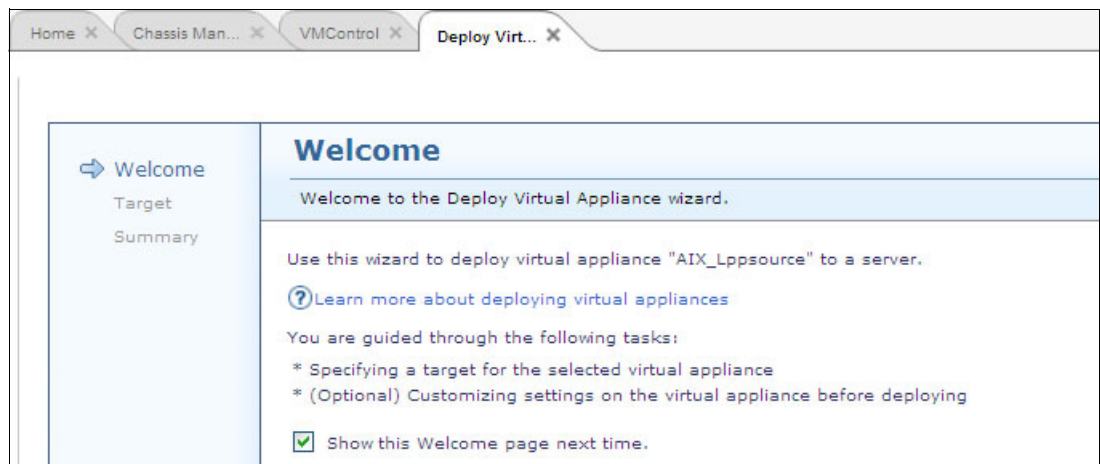 Home Chassis Man... VMControl Deploy Virt...
Welcome
Target
Summary
Welcome
Welcome to the Deploy Virtual Appliance wizard.
Use this wizard to deploy virtual appliance "AIX_Lppsource" to a server.
?Learn more about deploying virtual appliances
You are guided through the following tasks:
* Specifying a target for the selected virtual appliance
* (Optional) Customizing settings on the virtual appliance before deploying
Show this Welcome page next time.